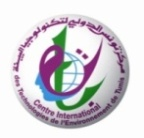 مركز تونس الدولي لتكنولوجيا البيئة
Centre International
des Technologies de l'Environnement de Tunis